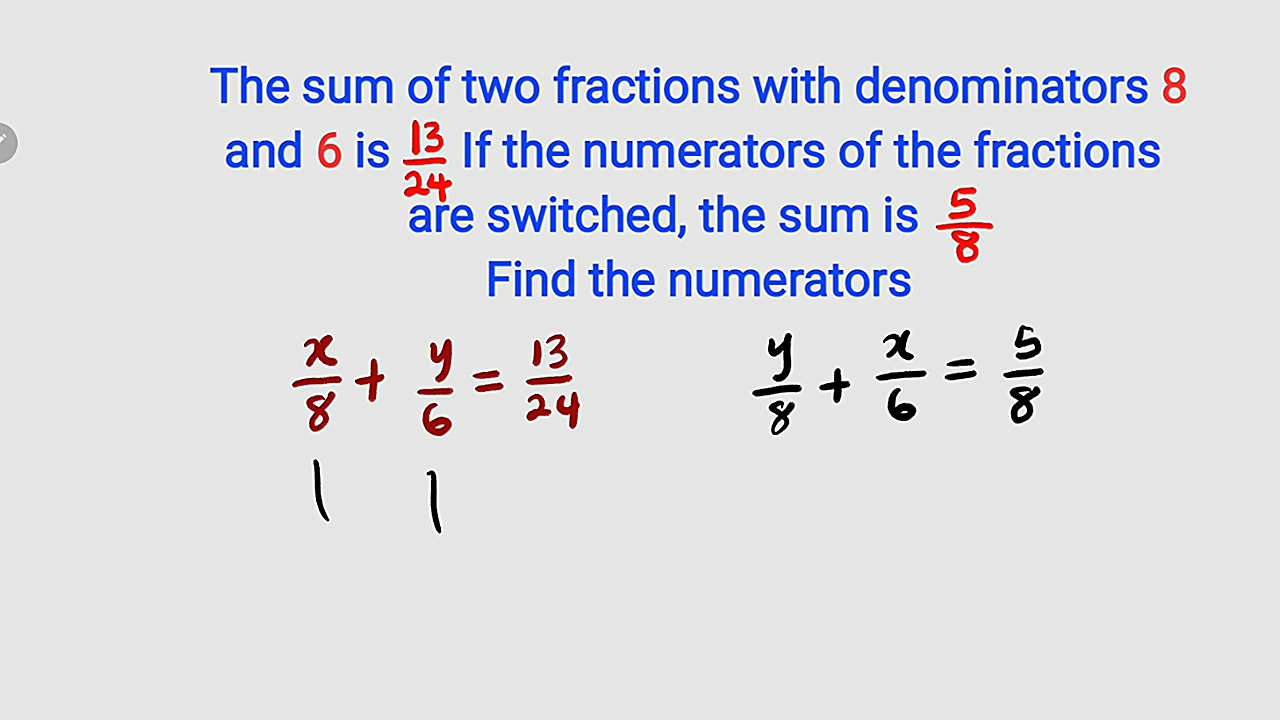 The sum of two fractions with denominators 8
and 6 is 13/24 If the numerators of the fractions
are switched, the sum is 5/8
Find the numerators
x/8 + y/6 = 13/24    y/8 + x/6 = 5/8
| |